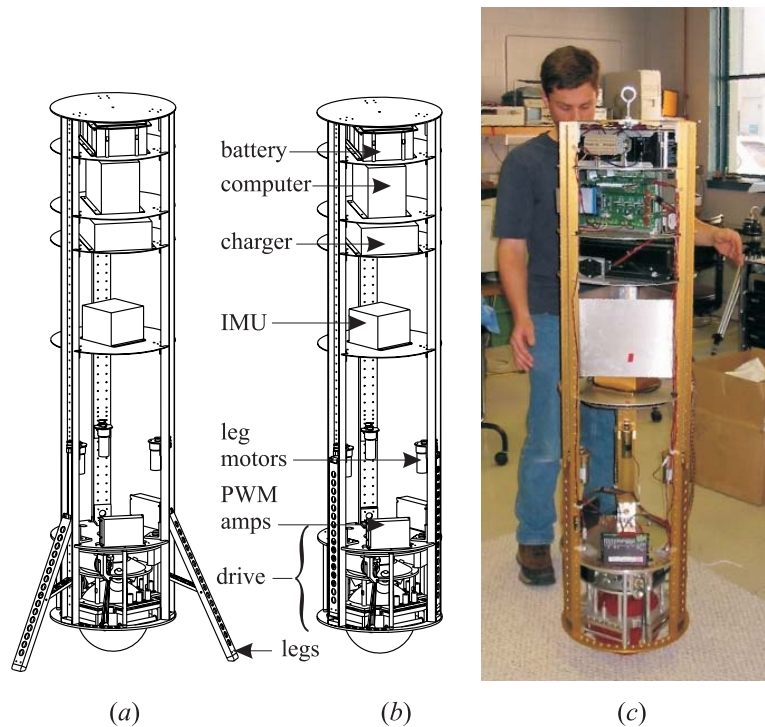 battery
computer
charger
IMU
leg
motors
PWM
amps
drive
legs
(a)
(b)
(c)